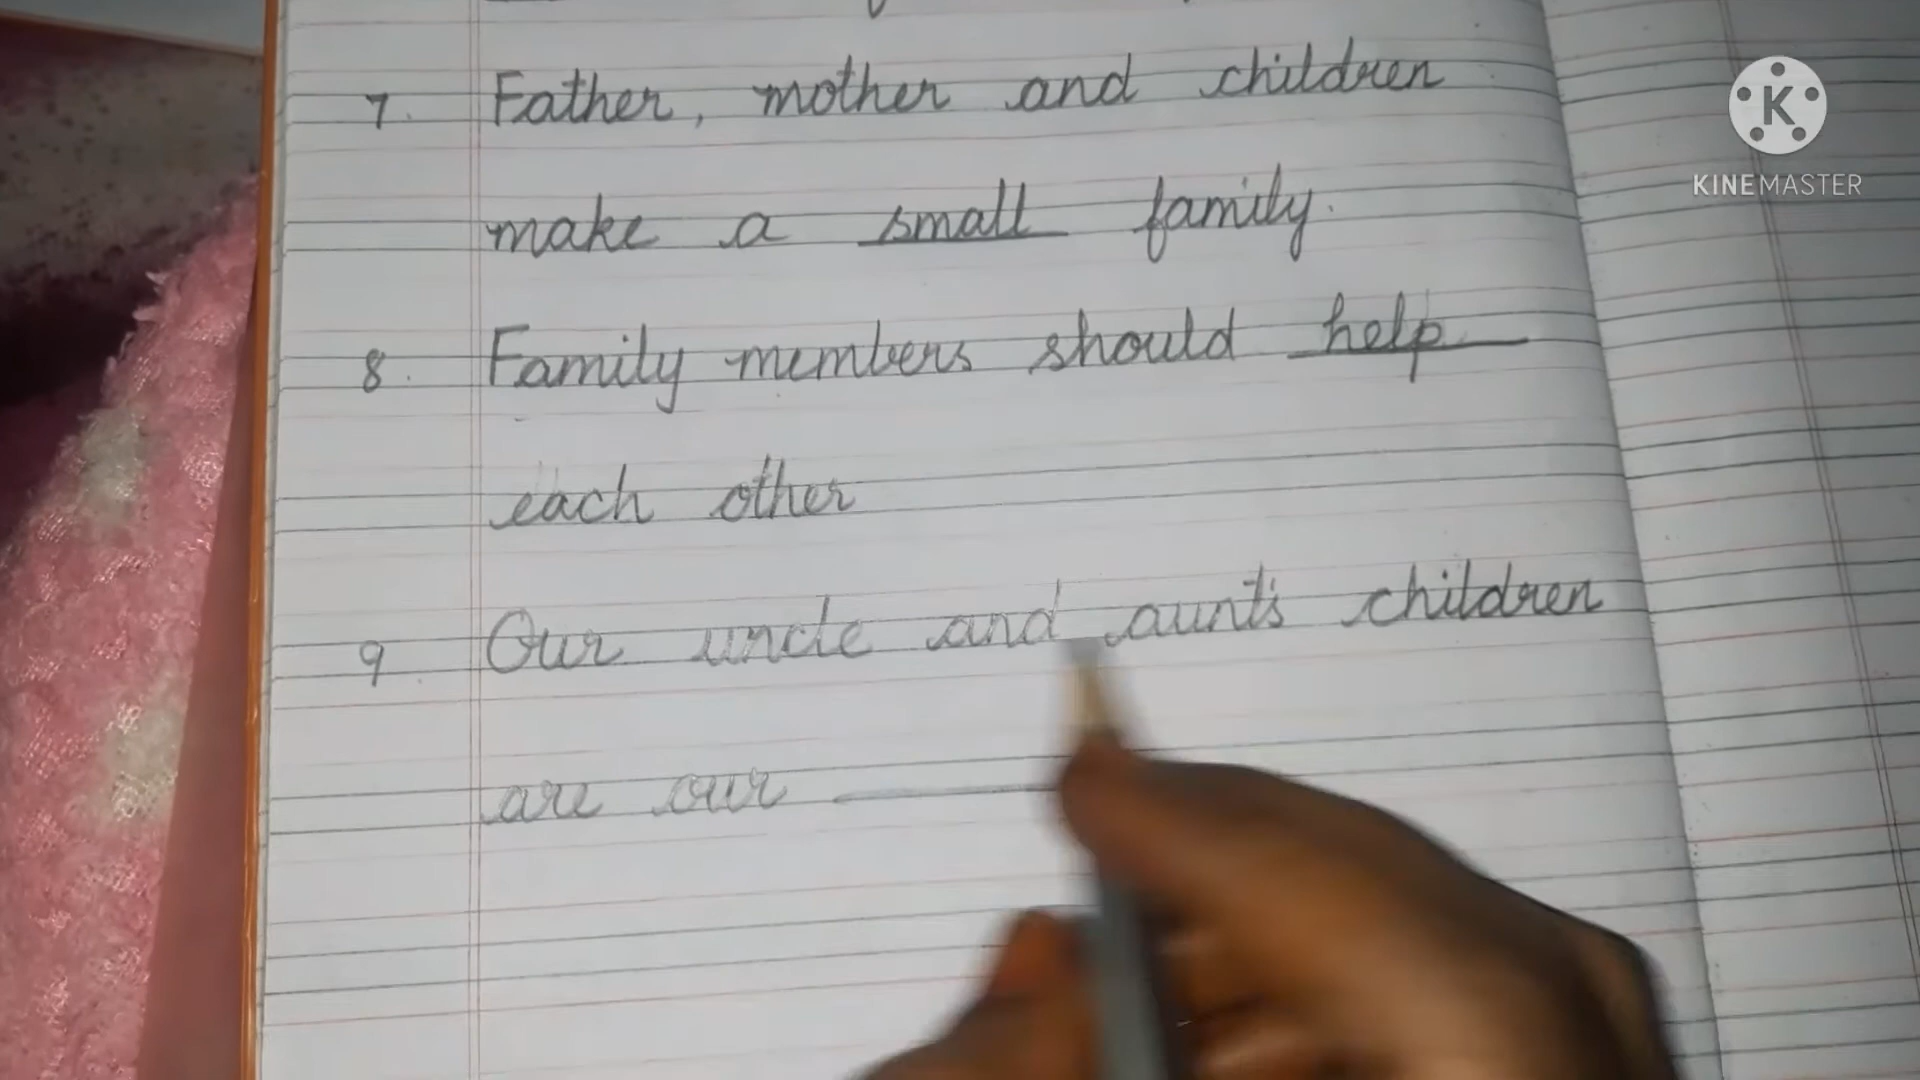 7. Father, mother and children
make a small family.
8. Family members should help
each other
9 Our uncle and aunt's children
are our
K
KINEMASTER